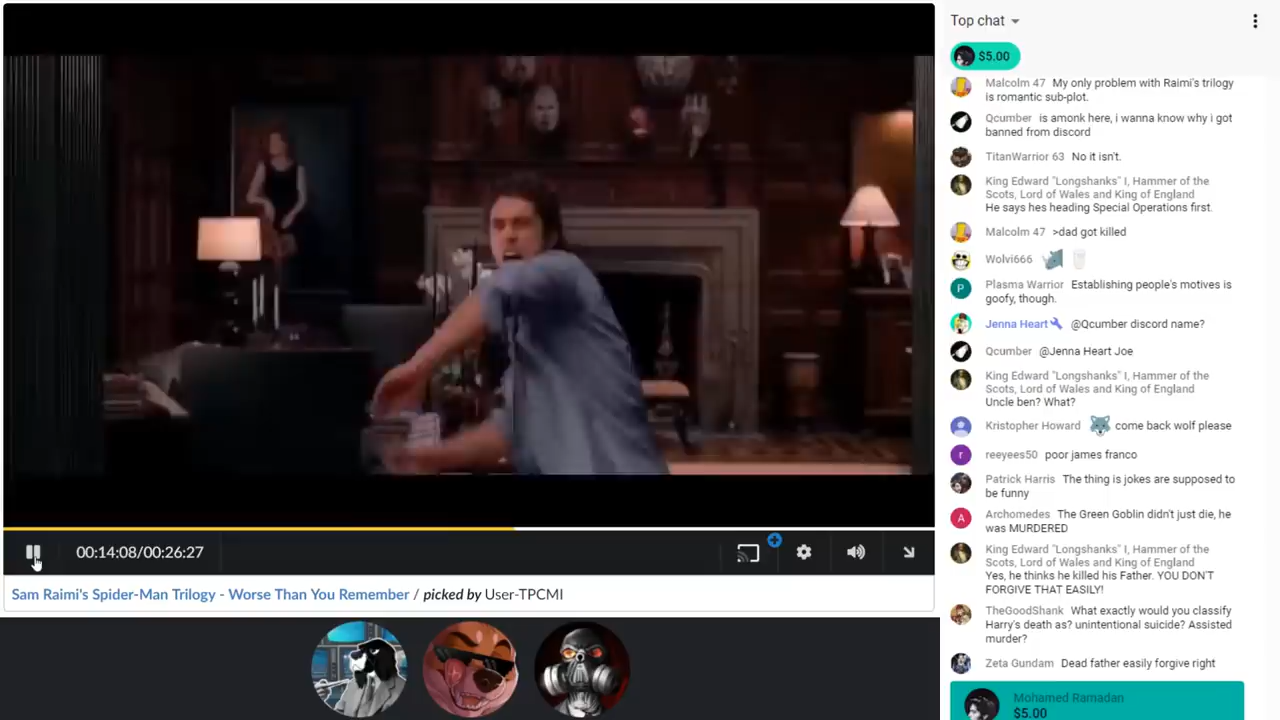 Top chat
$5.00
Malcolm 47 My only problem with Raimi's trilogy
is romantic sub-plot.
Qcumber is amonk here, i wanna know why i got
banned from discord
TitanWarrior 63 No it isn't.
King Edward "Longshanks" I, Hammer of the
Scots, Lord of Wales and King of England
He says hes heading Special Operations first.
Malcolm 47 >dad got killed
Wolvi666
P
Plasma Warrior Establishing people's motives is
goofy, though.
Jenna Heart @Qcumber discord name?
Qcumber @Jenna Heart Joe
King Edward "Longshanks" I, Hammer of the
Scots, Lord of Wales and King of England
Uncle ben? What?
Kristopher Howard come back wolf please
r
reeyees50 poor james franco
Patrick Harris The thing is jokes are supposed to
be funny
A
Archomedes The Green Goblin didn't just die, he
was MURDERED
King Edward "Longshanks" I, Hammer of the
Scots, Lord of Wales and King of England
Yes, he thinks he killed his Father. YOU DON'T
FORGIVE THAT EASILY!
TheGoodShank What exactly would you classify
Harry's death as? unintentional suicide? Assisted
murder?
Zeta Gundam Dead father easily forgive right
Mohamed Ramadan
$5.00
00:14:08/00:26:27
Sam Raimi's Spider-Man Trilogy - Worse Than You Remember / picked by User-TPCMI